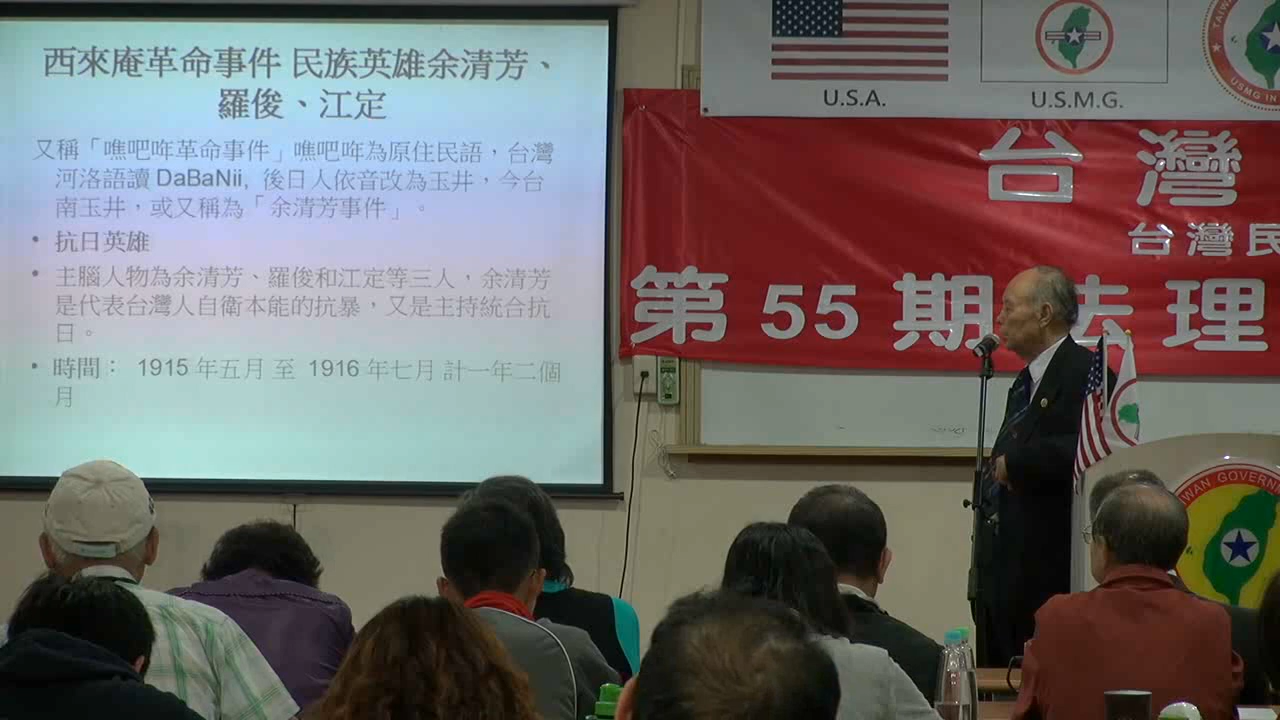 西來庵革命事件 民族英雄余清芳、
羅俊、江定
又稱「噍吧哖革命事件」噍吧哖為原住民語，台灣
河洛語讀 DaBaNii, 後日人依音改為玉井，今台
南玉井，或又稱為「余清芳事件」。
• 抗日英雄
• 主腦人物為余清芳、羅俊和江定等三人，余清芳
是代表台灣人自衛本能的抗暴，又是主持統合抗
日。
• 時間： 1915 年五月 至 1916 年七月 計一年二個
月
U.S.A.
U.S.M.G.
USMG IN
台灣
台灣民
第 55 期法理
WAN GOVERN